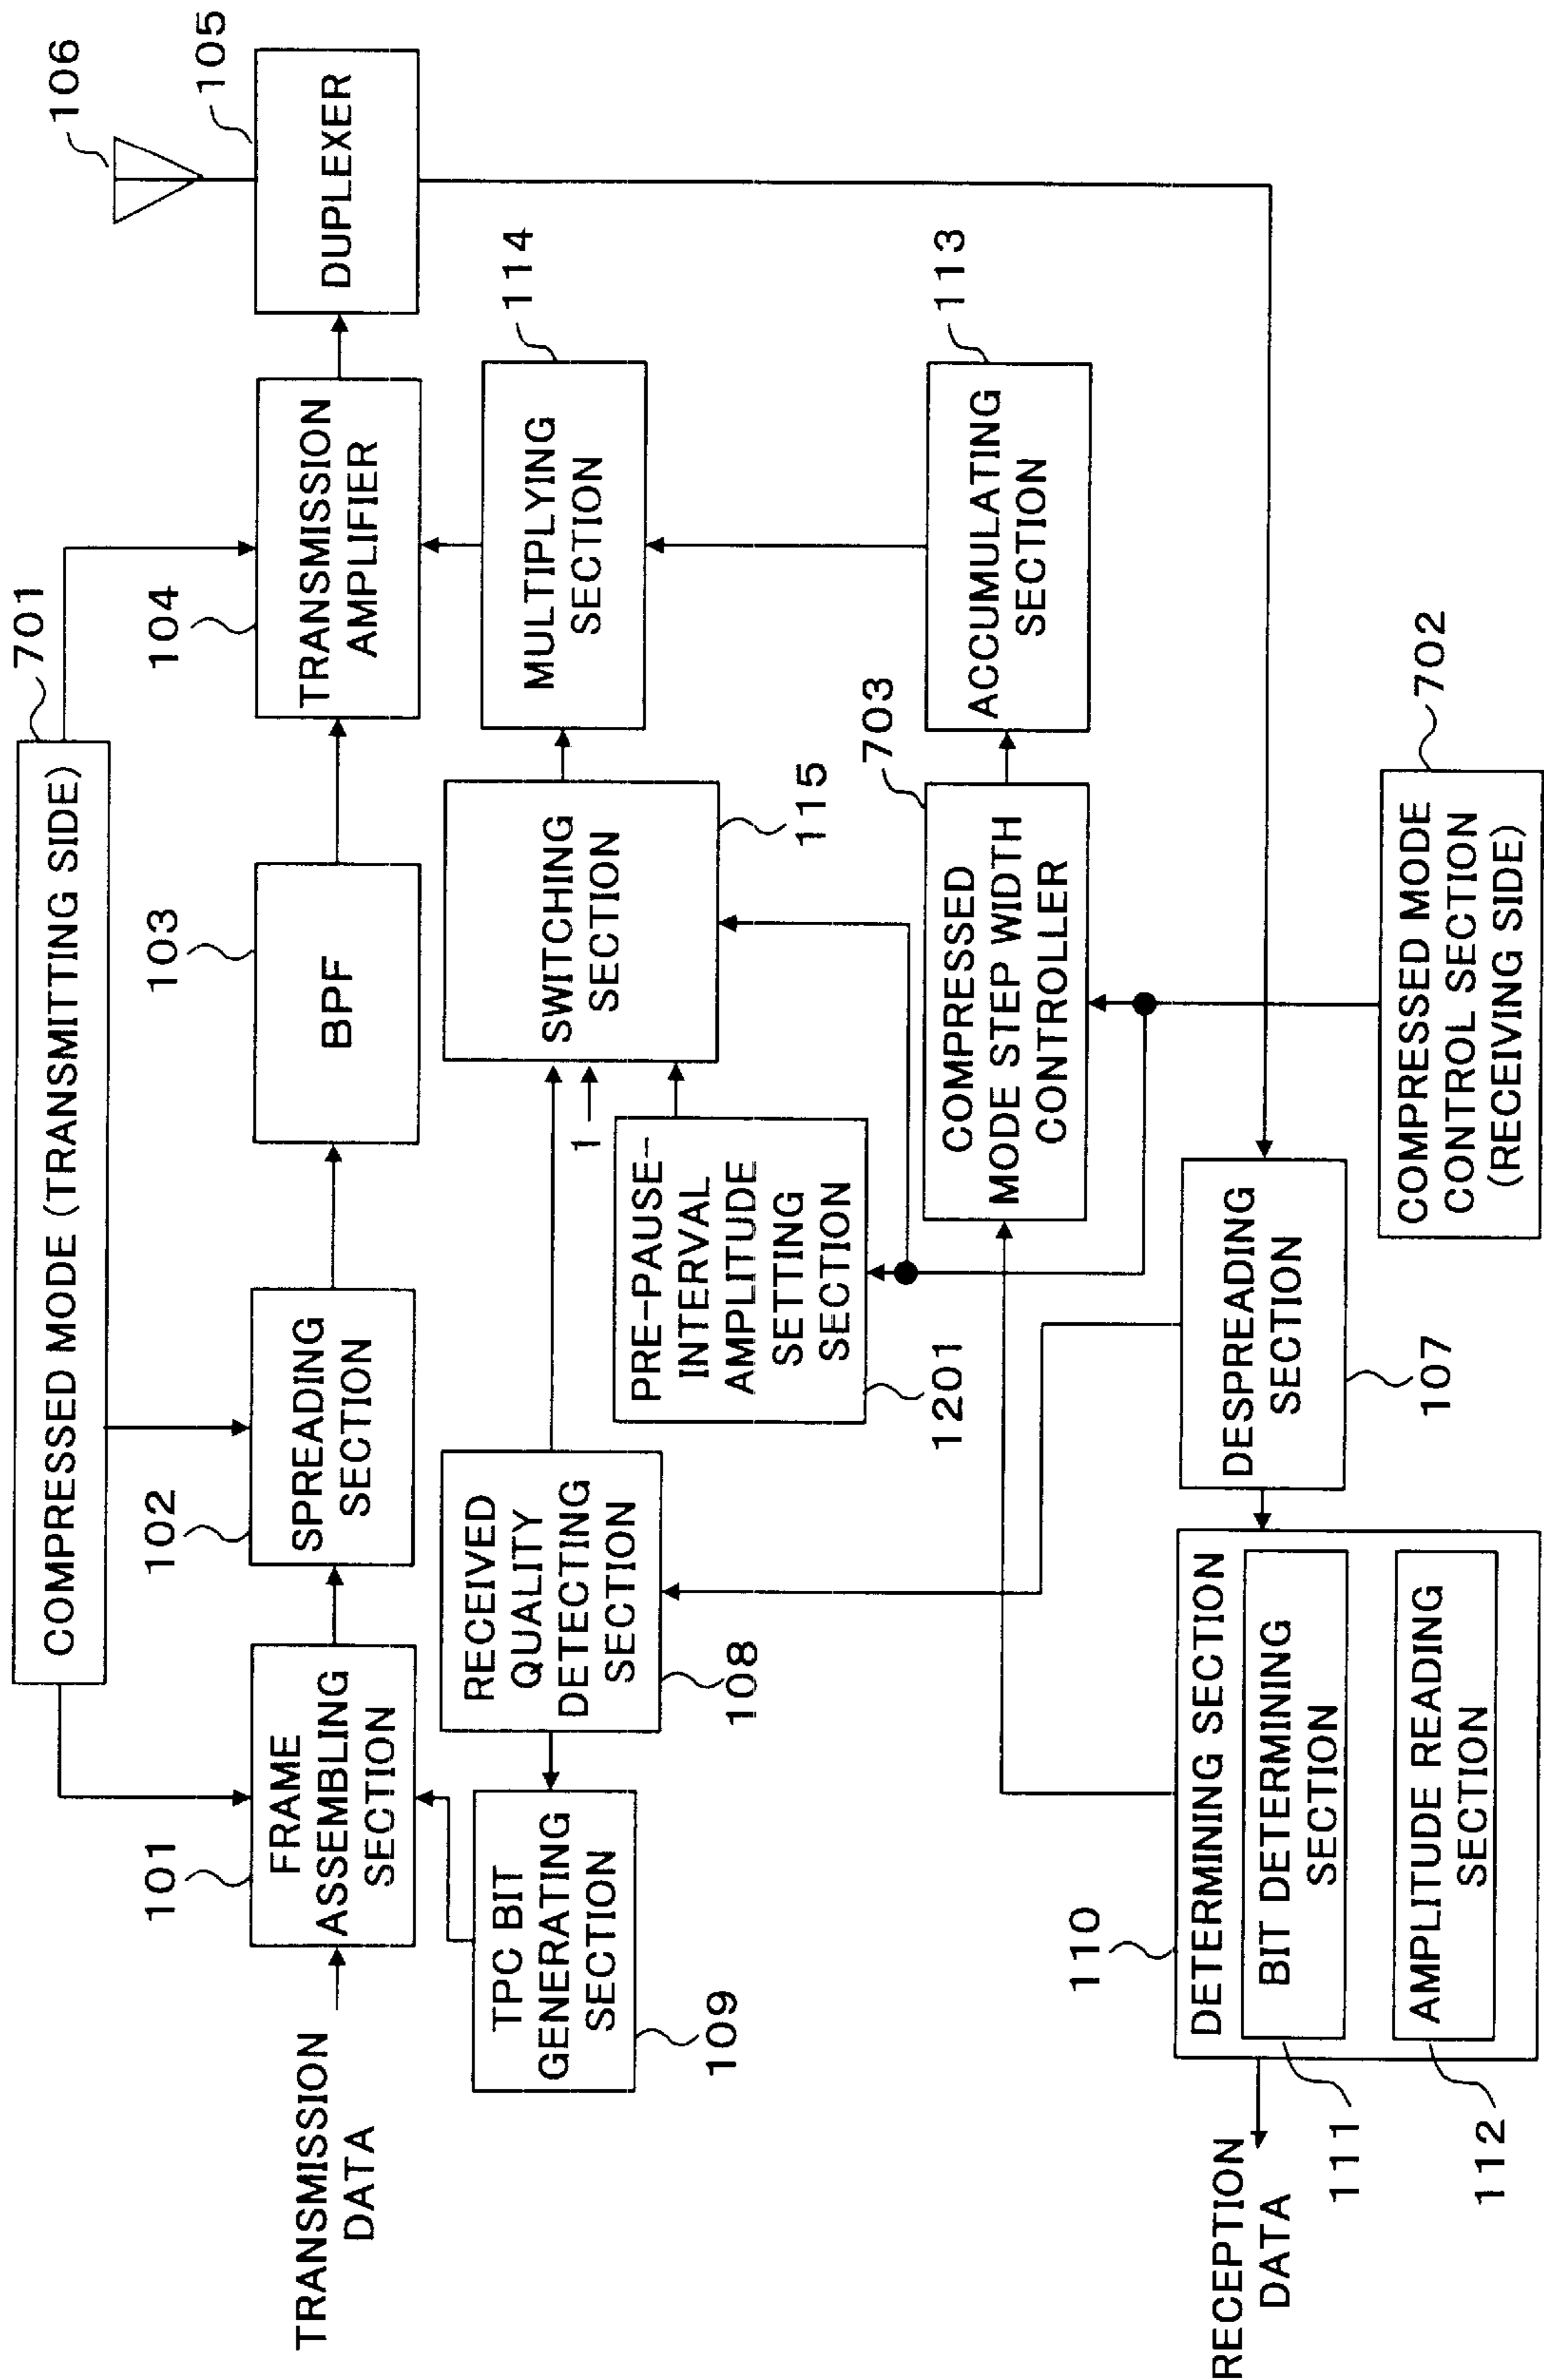 701
COMPRESSED MODE (TRANSMITTING SIDE)
106
105
DUPLEXER
104
TRANSMISSION
AMPLIFIER
103
BPF
102
SPREADING
SECTION
101
FRAME
ASSEMBLING
SECTION
TRANSMISSION
DATA
114
MULTIPLYING
SECTION
SWITCHING
SECTION
115
1
PRE-PAUSE-
INTERVAL
AMPLITUDE
SETTING
SECTION
1201
RECEIVED
QUALITY
DETECTING
SECTION
108
TPC BIT
GENERATING
SECTION
109
113
ACCUMULATING
SECTION
703
COMPRESSED
MODE STEP WIDTH
CONTROLLER
702
COMPRESSED MODE
CONTROL SECTION
(RECEIVING SIDE)
DESPREADING
SECTION
107
110
DETERMINING SECTION
BIT DETERMINING
SECTION
111
AMPLITUDE READING
SECTION
112
RECEPTION
DATA